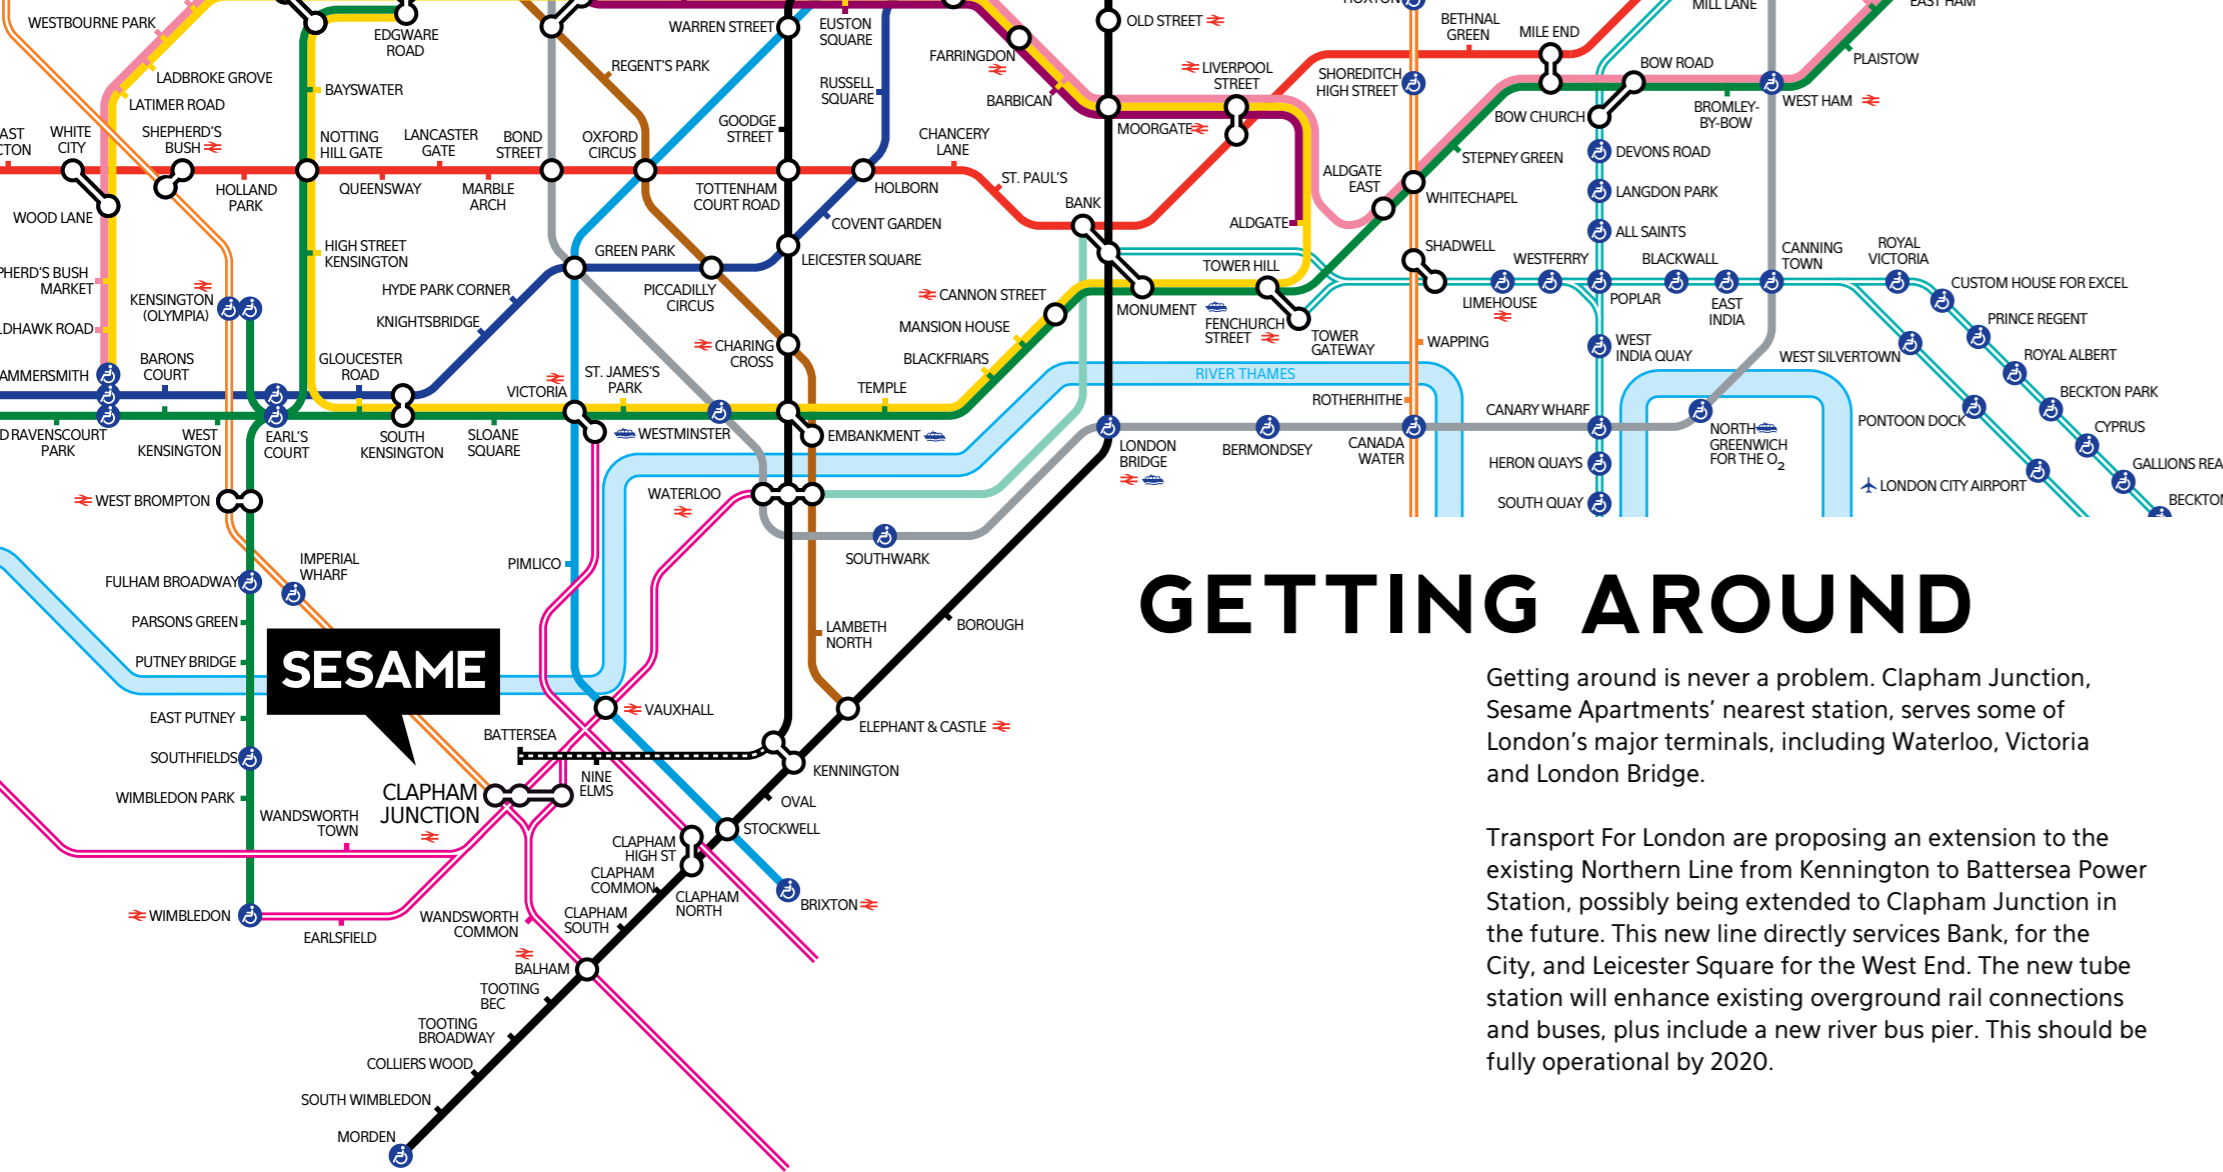 WESTBOURNE PARK
LADBROKE GROVE
LATIMER ROAD
EDGWARE
ROAD
BAYSWATER
REGENT'S PARK
WARREN STREET
EUSTON
SQUARE
RUSSELL
SQUARE
GOODGE
STREET
FARRINGDON
BARBICAN
OLD STREET
MOORGATE
LIVERPOOL
STREET
HOXTON
SHOREDITCH
HIGH STREET
BETHNAL
GREEN
MILE END
MILL LANE
BOW ROAD
BOW CHURCH
EAST HAM
PLAISTOW
BROMLEY-
BY-BOW
WEST HAM
STEPNEY GREEN
DEVONS ROAD
LANGDON PARK
ALL SAINTS
AST
CTON
WHITE
CITY
SHEPHERD'S
BUSH
WOOD LANE
HOLLAND
PARK
NOTTING
HILL GATE
QUEENSWAY
LANCASTER
GATE
MARBLE
ARCH
BOND
STREET
OXFORD
CIRCUS
TOTTENHAM
COURT ROAD
HOLBORN
CHANCERY
LANE
ST. PAUL'S
BANK
ALDGATE
EAST
ALDGATE
WHITECHAPEL
SHADWELL
HIGH STREET
KENSINGTON
PHERD'S BUSH
MARKET
LDHAWK ROAD
KENSINGTON
(OLYMPIA)
HYDE PARK CORNER
KNIGHTSBRIDGE
GREEN PARK
PICCADILLY
CIRCUS
COVENT GARDEN
LEICESTER SQUARE
CHARING
CROSS
CANNON STREET
MANSION HOUSE
BLACKFRIARS
TEMPLE
MONUMENT
TOWER HILL
FENCHURCH
STREET
TOWER
GATEWAY
LIMEHOUSE
WESTFERRY
POPLAR
BLACKWALL
EAST
INDIA
CANNING
TOWN
ROYAL
VICTORIA
CUSTOM HOUSE FOR EXCEL
PRINCE REGENT
ROYAL ALBERT
BECKTON PARK
CYPRUS
GALLIONS REA
BECKTON
WEST SILVERTOWN
PONTOON DOCK
LONDON CITY AIRPORT
WEST
INDIA QUAY
CANARY WHARF
HERON QUAYS
SOUTH QUAY
NORTH
GREENWICH
FOR THE O2
WAPPING
ROTHERHITHE
CANADA
WATER
BERMONDSEY
LONDON
BRIDGE
RIVER THAMES
AMMERSMITH
BARONS
COURT
GLOUCESTER
ROAD
VICTORIA
ST. JAMES'S
PARK
WESTMINSTER
EMBANKMENT
D
RAVENSCOURT
PARK
WEST
KENSINGTON
EARL'S
COURT
SOUTH
KENSINGTON
SLOANE
SQUARE
WEST BROMPTON
WATERLOO
SOUTHWARK
PIMLICO
IMPERIAL
WHARF
FULHAM BROADWAY
PARSONS GREEN
PUTNEY BRIDGE
EAST PUTNEY
SOUTHFIELDS
WIMBLEDON PARK
WIMBLEDON
SESAME
LAMBETH
NORTH
BOROUGH
VAUXHALL
ELEPHANT & CASTLE
BATTERSEA
NINE
ELMS
KENNINGTON
OVAL
STOCKWELL
CLAPHAM
JUNCTION
WANDSWORTH
TOWN
EARLSFIELD
WANDSWORTH
COMMON
CLAPHAM
HIGH ST
CLAPHAM
COMMON
CLAPHAM
NORTH
CLAPHAM
SOUTH
BRIXTON
BALHAM
TOOTING
BEC
TOOTING
BROADWAY
COLLIERS WOOD
SOUTH WIMBLEDON
MORDEN
GETTING AROUND
Getting around is never a problem. Clapham Junction,
Sesame Apartments' nearest station, serves some of
London's major terminals, including Waterloo, Victoria
and London Bridge.
Transport For London are proposing an extension to the
existing Northern Line from Kennington to Battersea Power
Station, possibly being extended to Clapham Junction in
the future. This new line directly services Bank, for the
City, and Leicester Square for the West End. The new tube
station will enhance existing overground rail connections
and buses, plus include a new river bus pier. This should be
fully operational by 2020.